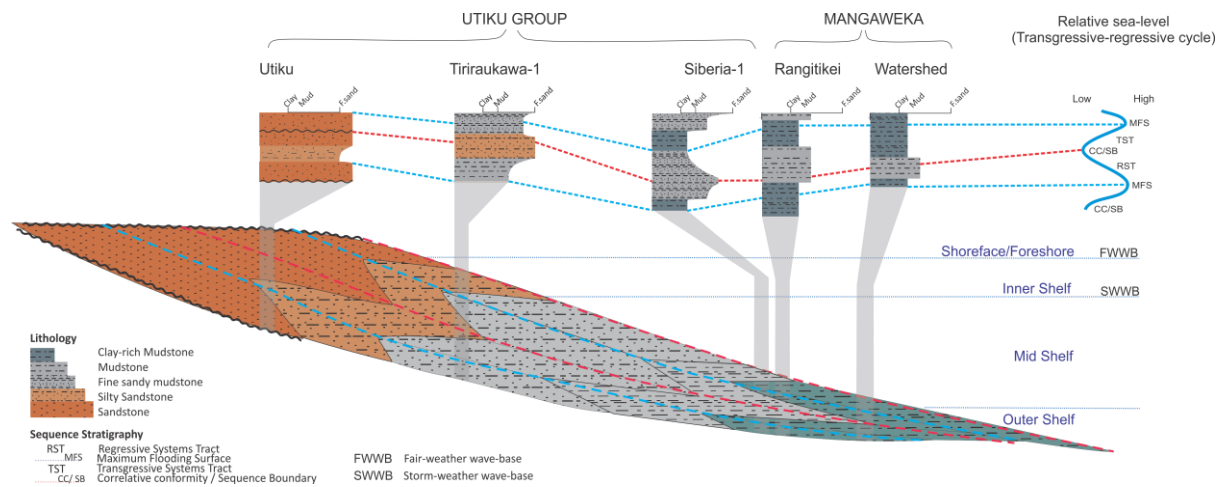 UTIKU GROUP
MANGAWEKA
Relative sea-level
(Transgressive-regressive cycle)
Utiku
Tiriraukawa-1
Siberia-1
Rangitikei
Watershed
Clay
Mud
F.sand
Clay
Mud
F.sand
Clay
Mud
F.sand
Clay
Mud
F.sand
Clay
Mud
F.sand
Low
High
MFS
TST
CC/SB
RST
MFS
CC/SB
Shoreface/Foreshore
FWWB
Inner Shelf
SWWB
Mid Shelf
Outer Shelf
Lithology
Clay-rich Mudstone
Mudstone
Fine sandy mudstone
Silty Sandstone
Sandstone
Sequence Stratigraphy
RST Regressive Systems Tract
MFS Maximum Flooding Surface
TST Transgressive Systems Tract
CC/ SB Correlative conformity / Sequence Boundary
FWWB Fair-weather wave-base
SWWB Storm-weather wave-base